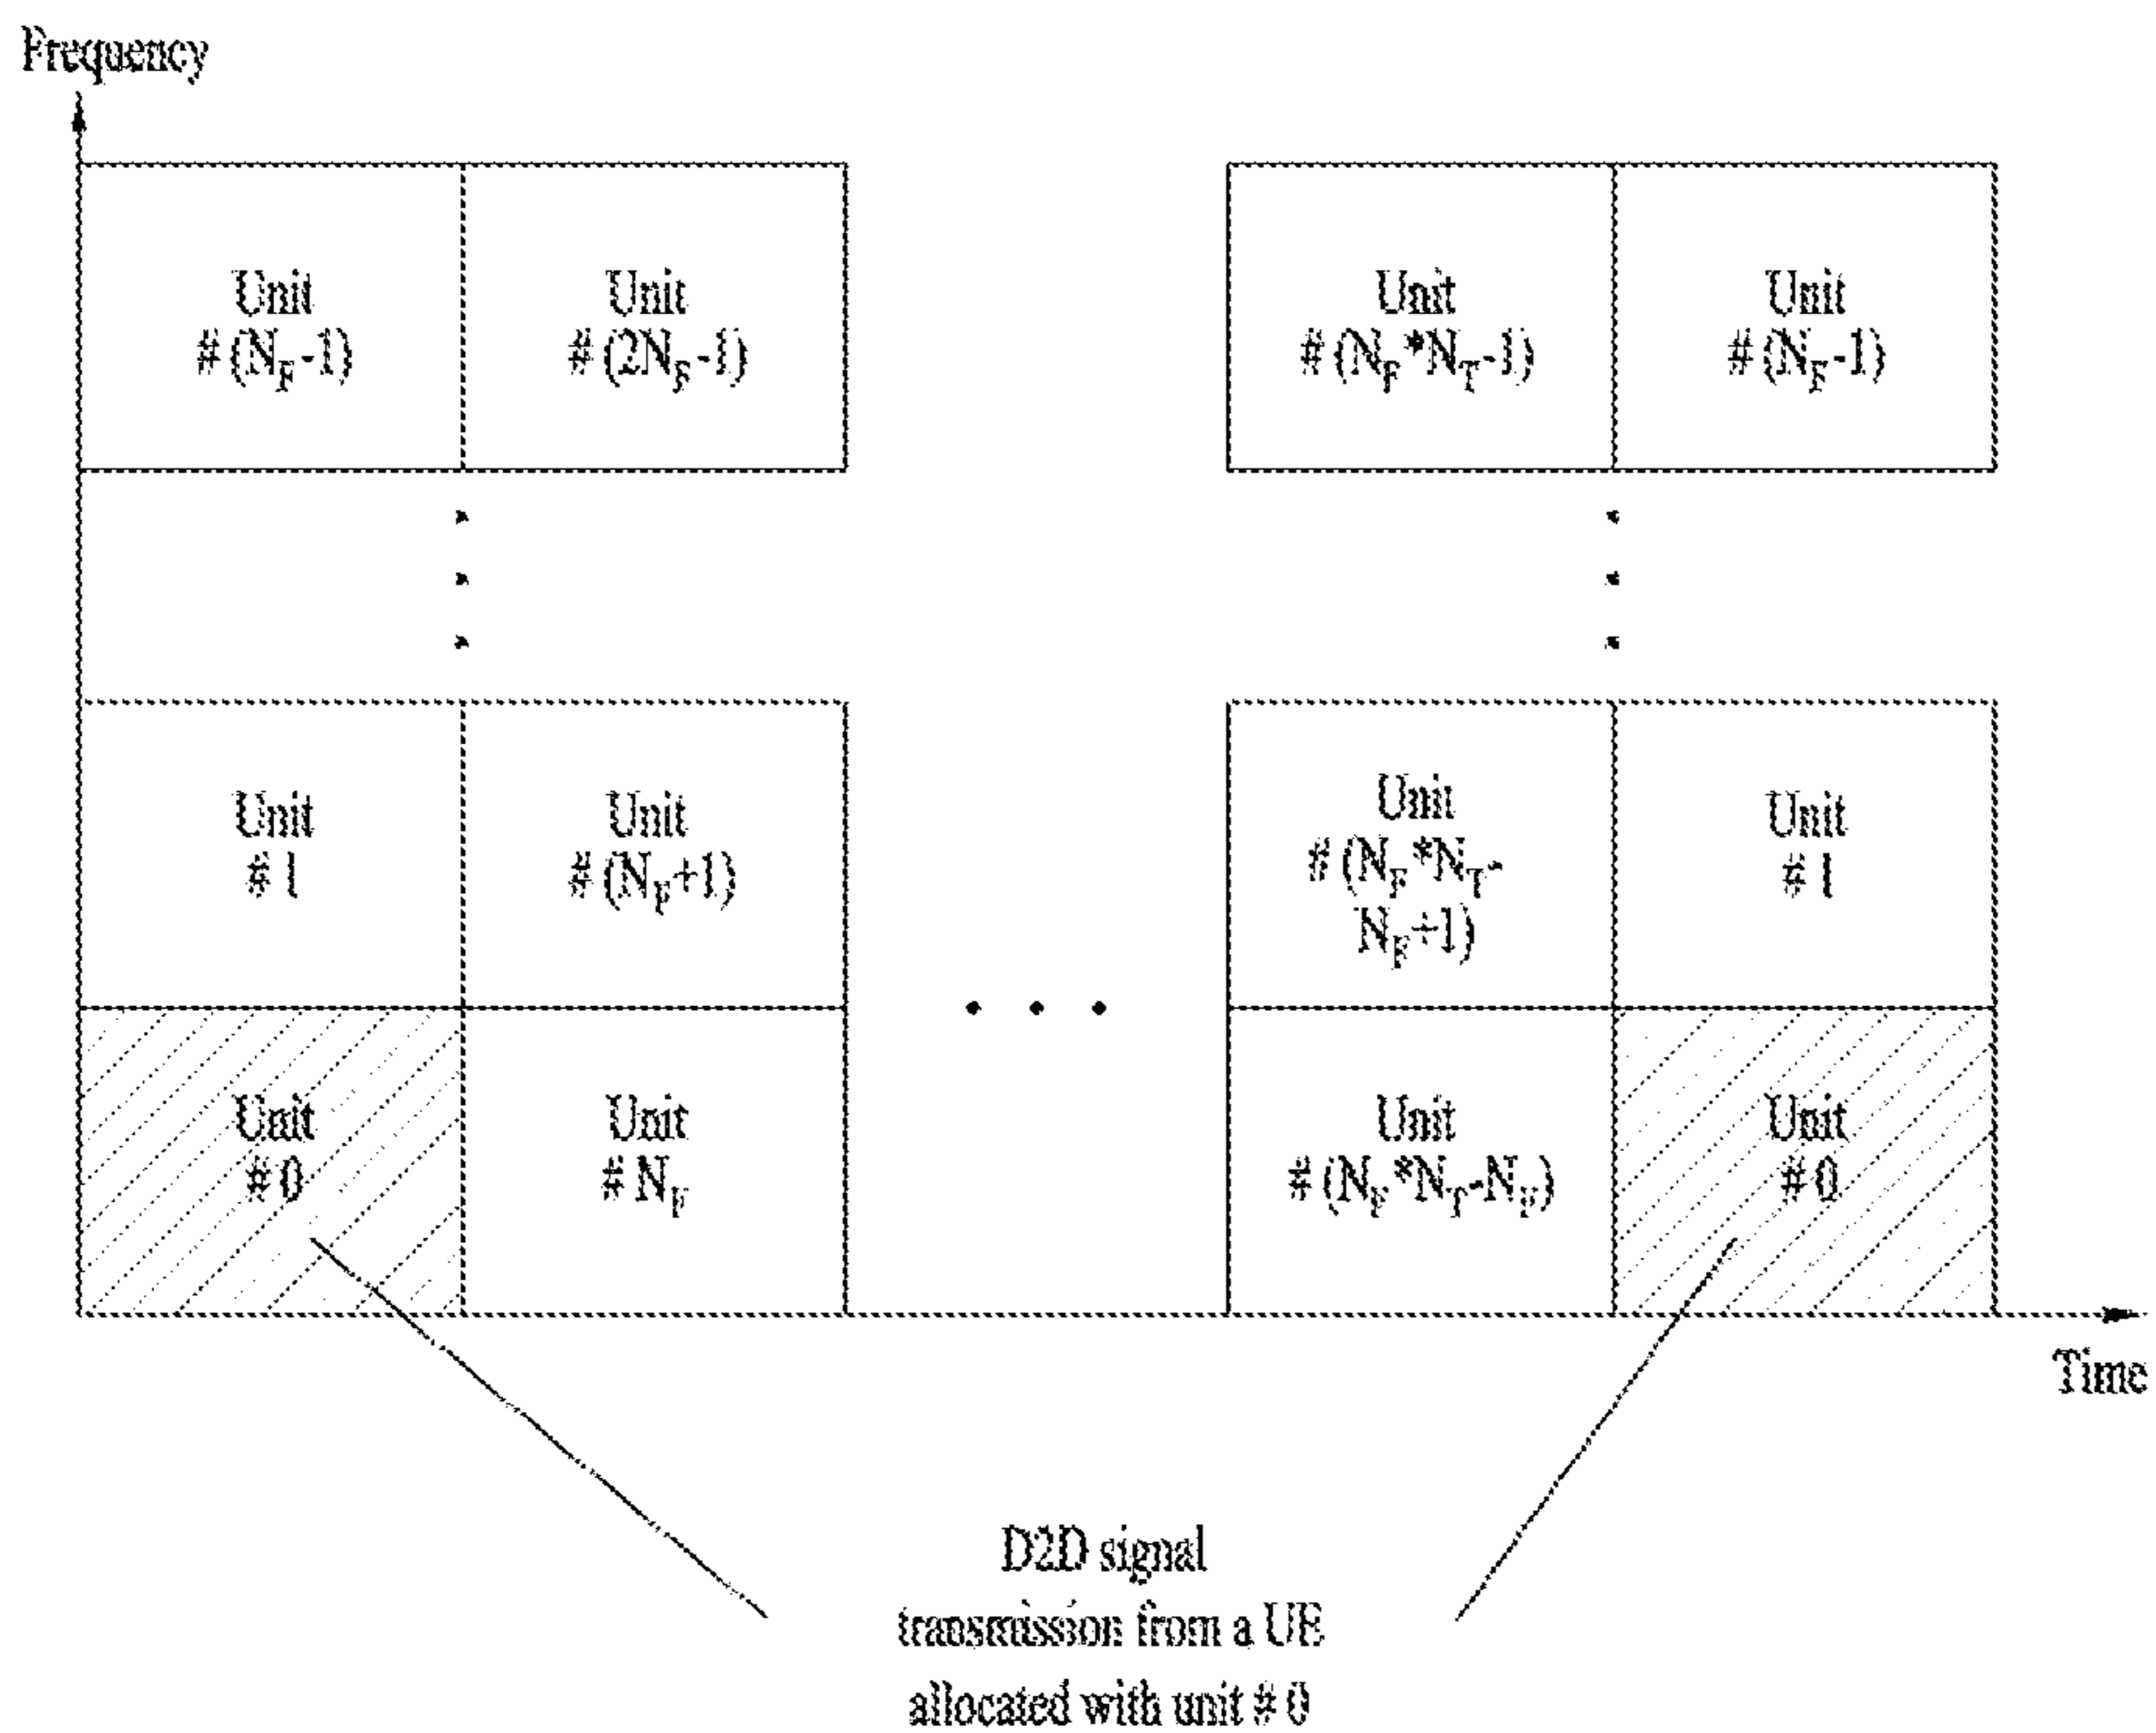 Frequency
Unit
#(N_F-1)
Unit
#(2N_F-1)
Unit
#(N_F*N_T-1)
Unit
#(N_F-1)
Unit
#1
Unit
#(N_F+1)
Unit
#(N_F*N_T-
N_F+1)
Unit
#1
Unit
#0
Unit
#N_F
Unit
#(N_F*N_T-N_F)
Unit
#0
Time
D2D signal
transmission from a UE
allocated with unit #0